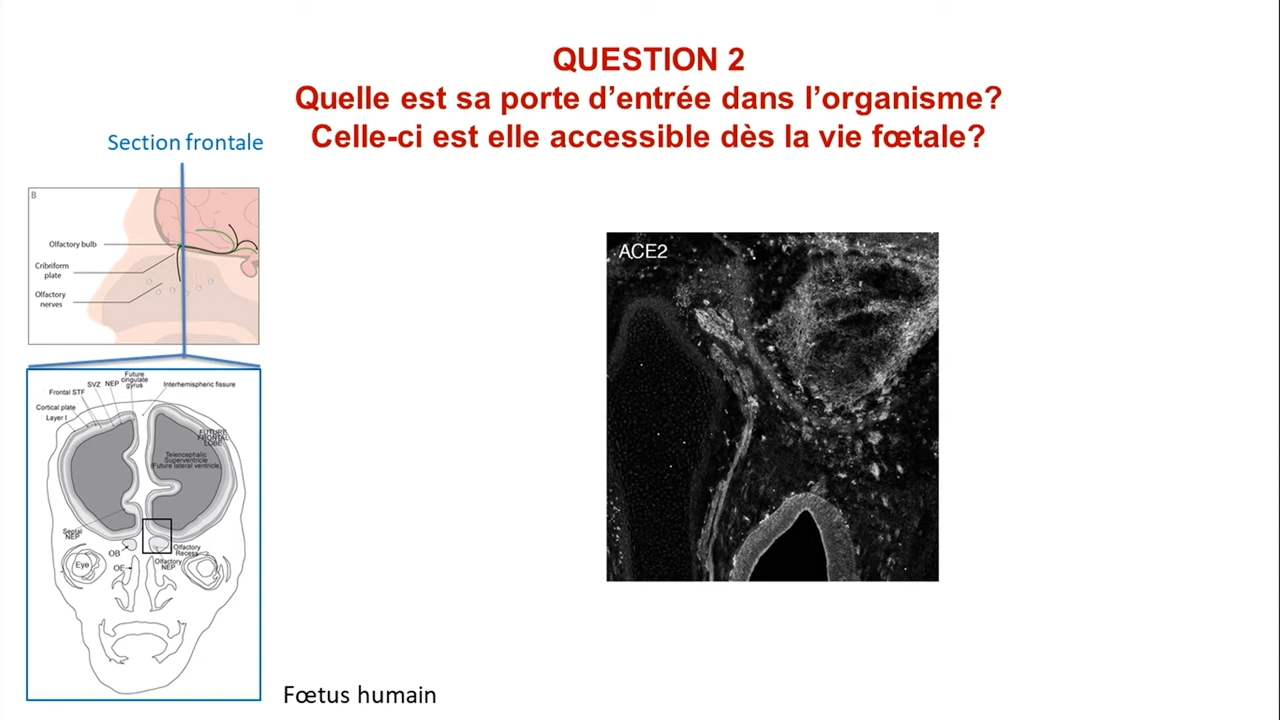 QUESTION 2
Quelle est sa porte d'entrée dans l'organisme?
Celle-ci est elle accessible dès la vie fœtale?
Section frontale
B
Olfactory bulb
Cribriform
plate
Olfactory
nerves
ACE2
Future
cingulate
gyrus
SVZ
NEP
Interhemispheric fissure
Frontal STF
Cortical plate
Layer I
FUTURE
FRONTAL
LOBE
Telencephalic
Superventricle
(Future lateral ventricle)
Septal
NEP
OB
Olfactory
Recess
Eye
OE
Olfactory
NEP
Fœtus humain